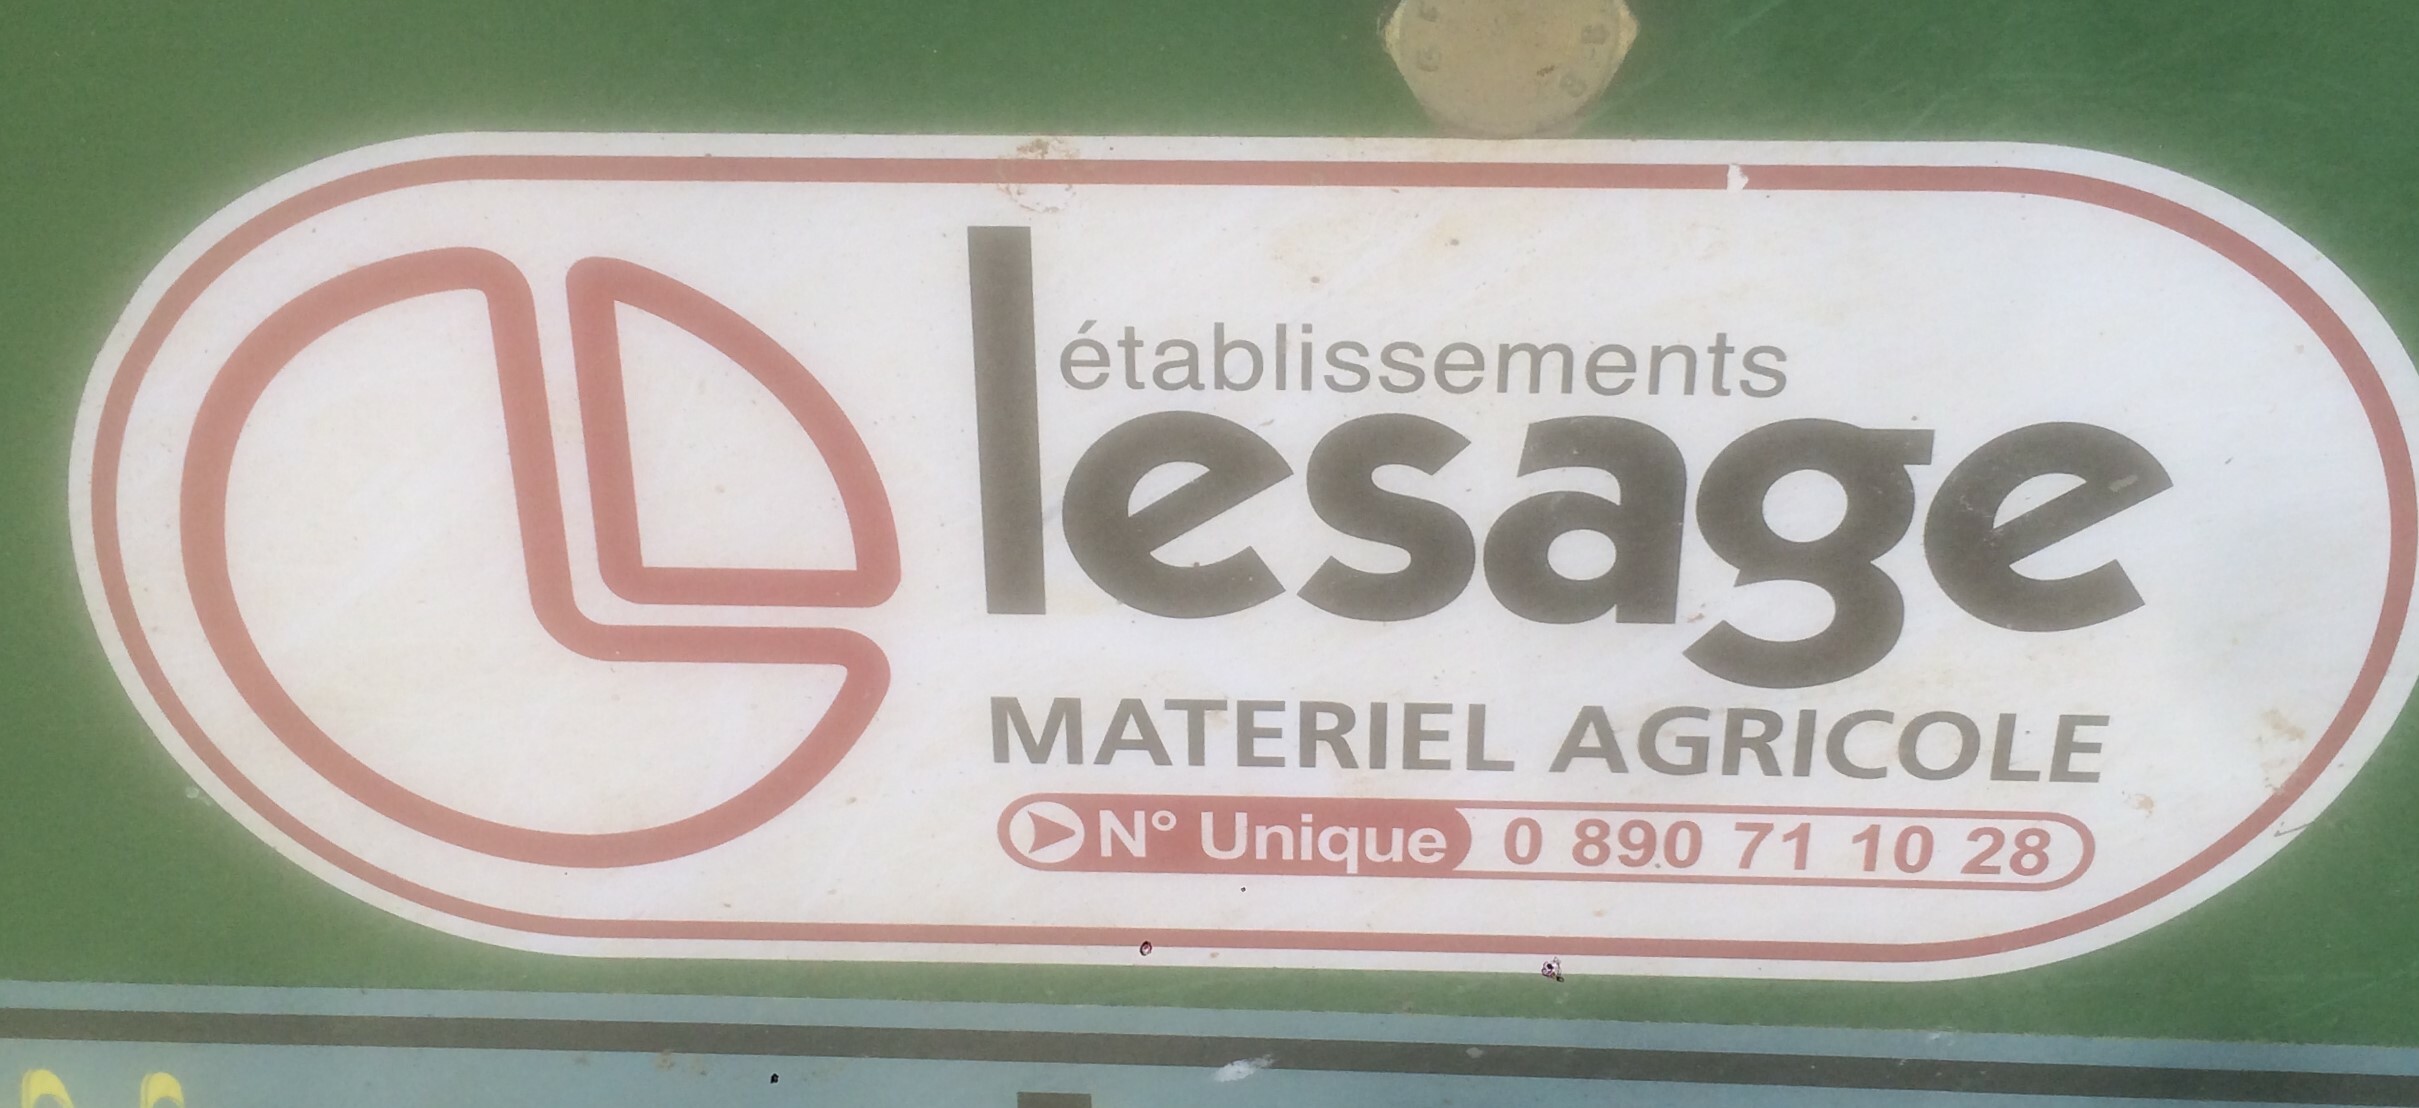 établissements
lesage
MATERIEL AGRICOLE
N° Unique 0 890 71 10 28